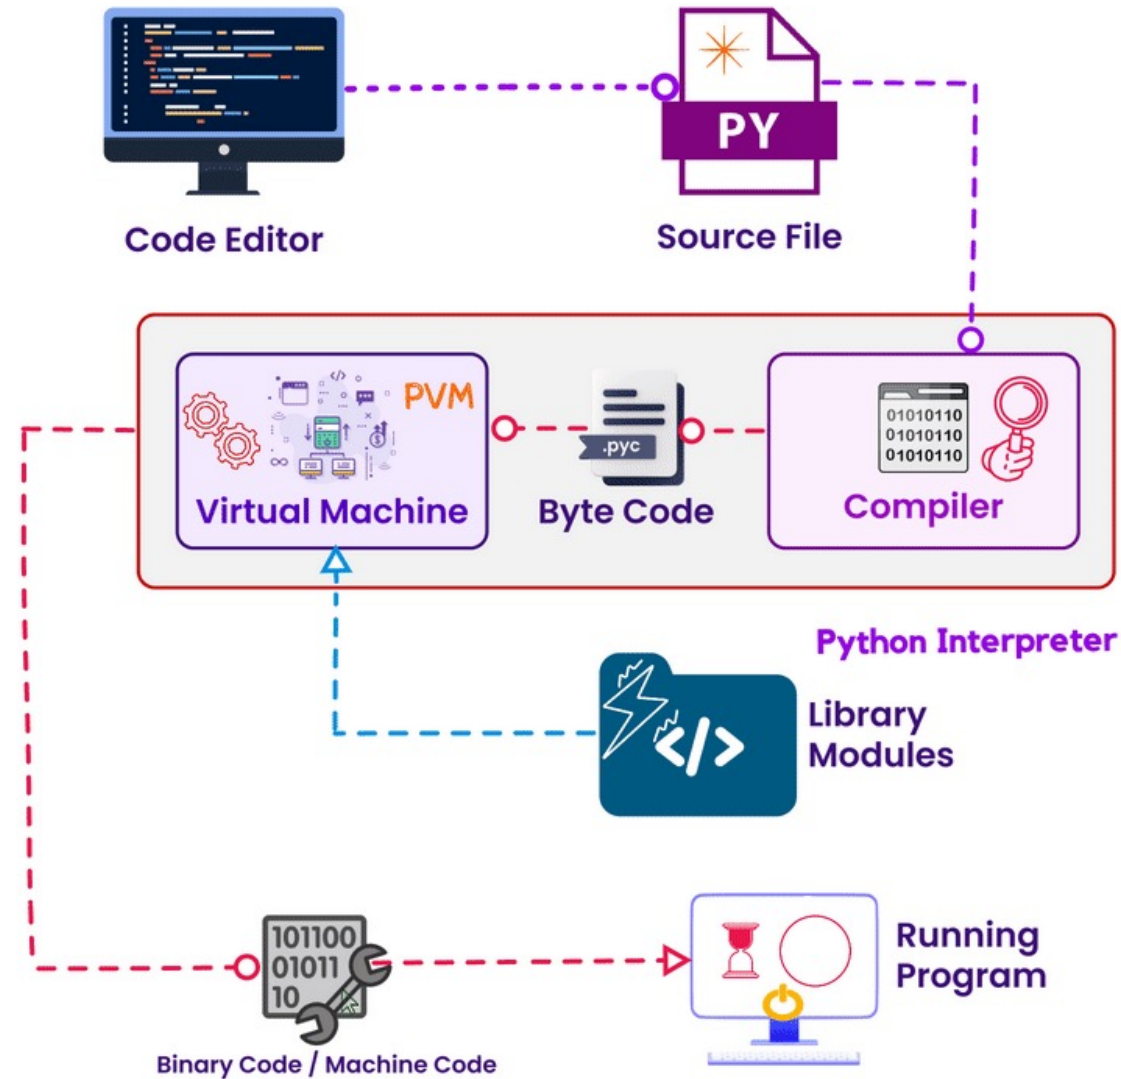 PY
Code Editor
Source File
PVM
.pyc
01010110
01010110
01010110
Virtual Machine
Byte Code
Compiler
Python Interpreter
</>
Library
Modules
101100
01011
10
Running
Program
Binary Code / Machine Code